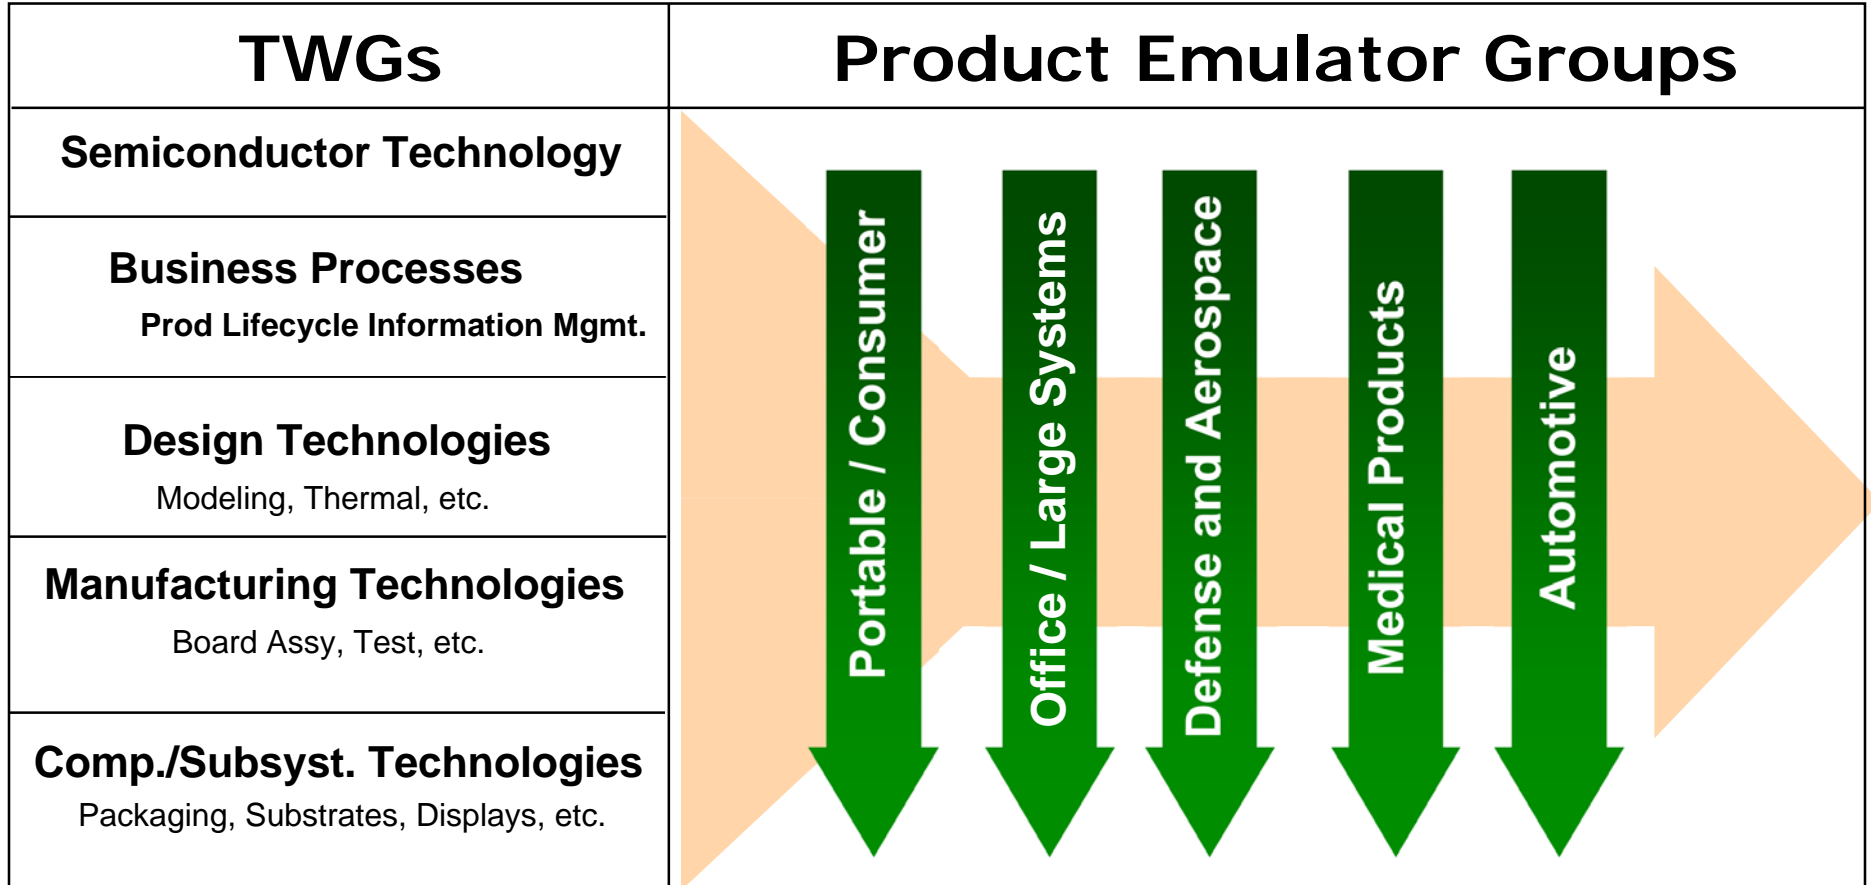 TWGs
Product Emulator Groups
Semiconductor Technology
Business Processes
Prod Lifecycle Information Mgmt.
Design Technologies
Modeling, Thermal, etc.
Manufacturing Technologies
Board Assy, Test, etc.
Comp./Subsyst. Technologies
Packaging, Substrates, Displays, etc.
Portable / Consumer
Office / Large Systems
Defense and Aerospace
Medical Products
Automotive